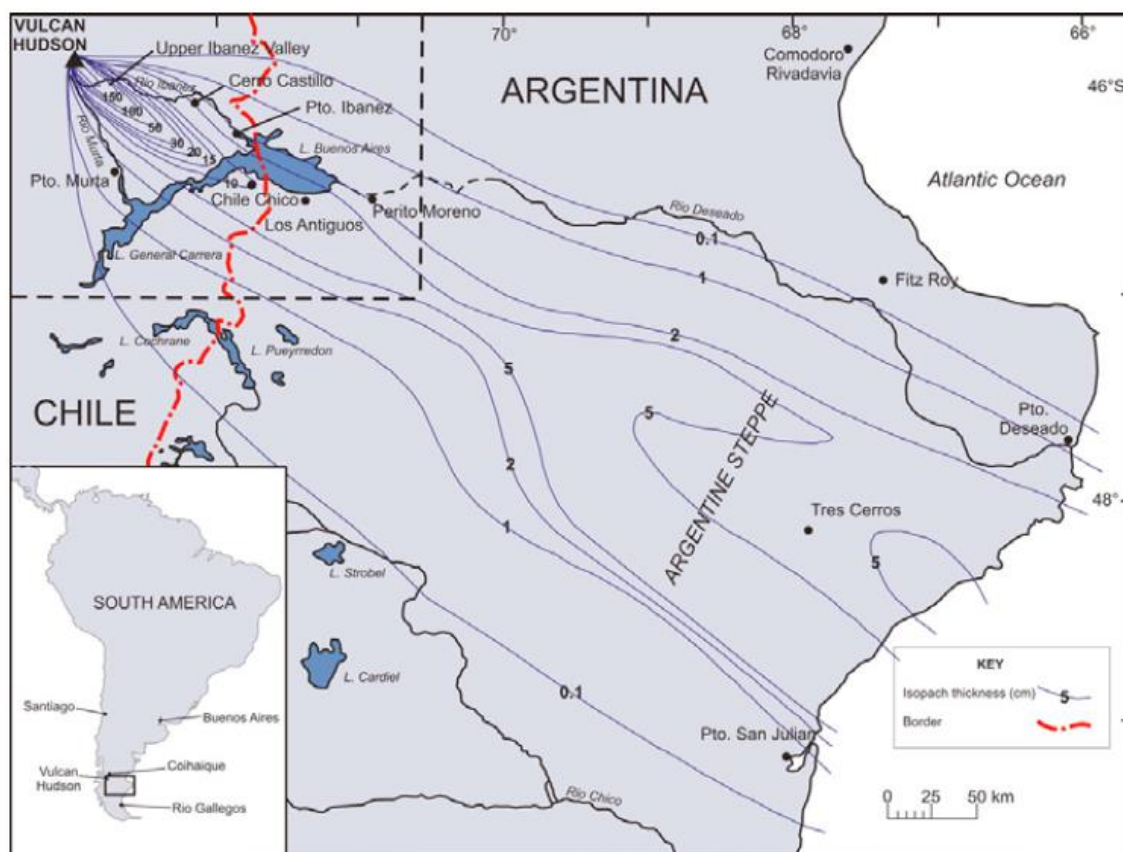 VULCAN
HUDSON
70°
68°
66°
46°S
Upper Ibanez Valley
Rio Ibanez
Cerro Castillo
Pto. Ibanez
150
100
50
30
20
15
10
Rio Murta
L. Buenos Aires
Pto. Murta
Chile Chico
Perito Moreno
Los Antiguos
L. General Carrera
ARGENTINA
Comodoro
Rivadavia
Atlantic Ocean
Rio Deseado
0.1
1
Fitz Roy
2
5
L. Cochrane
L. Pueyrredon
CHILE
5
Pto.
Deseado
ARGENTINE STEPPE
2
48°
1
Tres Cerros
5
L. Strobel
L. Cardiel
0.1
Pto. San Julian
Rio Chico
SOUTH AMERICA
Santiago
Buenos Aires
Coihaique
Vulcan
Hudson
Rio Gallegos
KEY
Isopach thickness (cm)
5
Border
0 25 50 km